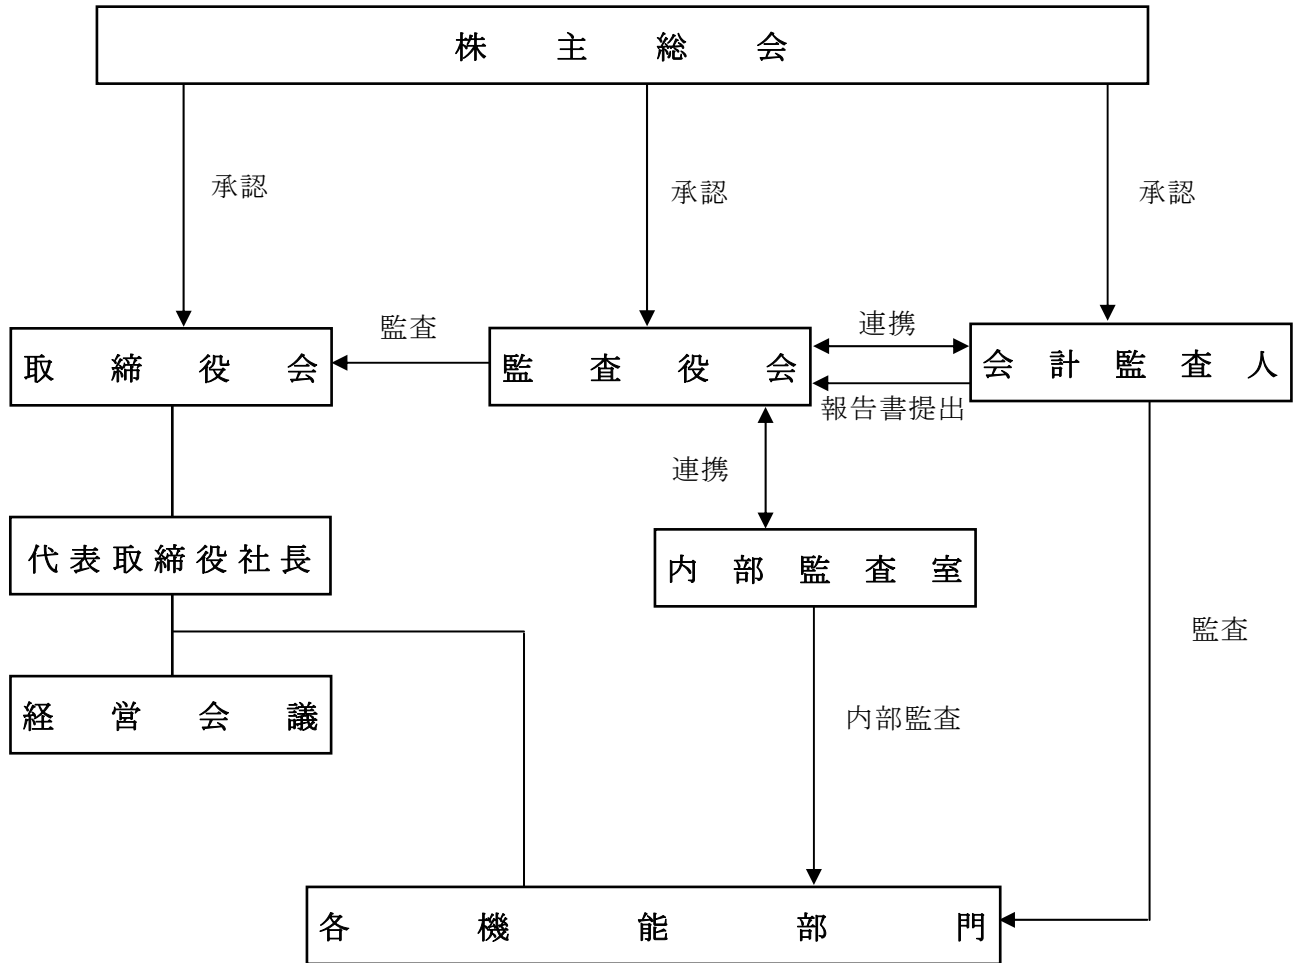 株主総会
承認
承認
承認
取締役会
監査
監査役会
連携
報告書提出
会計監査人
連携
代表取締役社長
内部監査室
監査
経営会議
内部監査
各機能部門